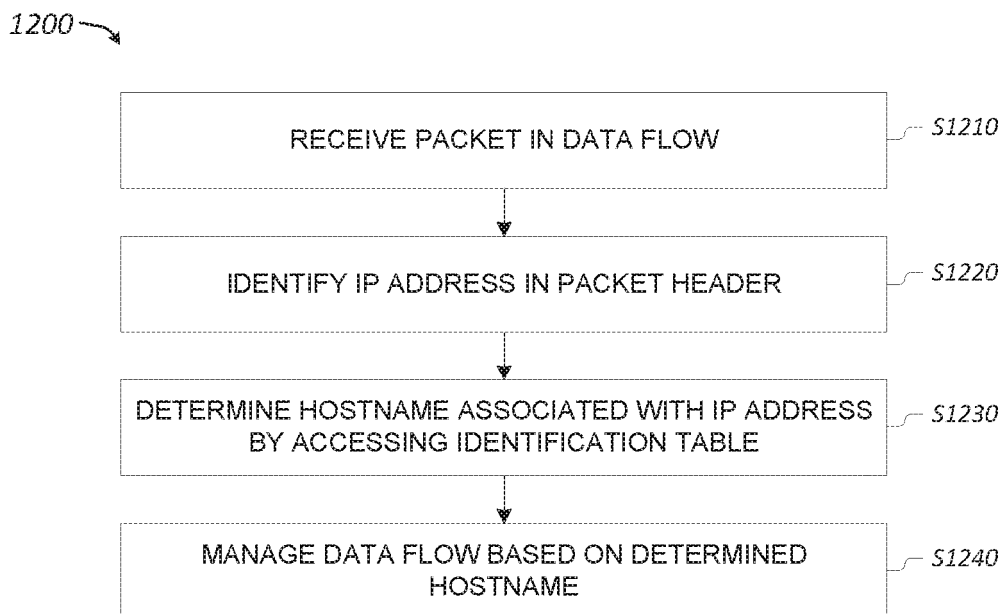 1200
RECEIVE PACKET IN DATA FLOW
S1210
IDENTIFY IP ADDRESS IN PACKET HEADER
S1220
DETERMINE HOSTNAME ASSOCIATED WITH IP ADDRESS
BY ACCESSING IDENTIFICATION TABLE
S1230
MANAGE DATA FLOW BASED ON DETERMINED
HOSTNAME
S1240